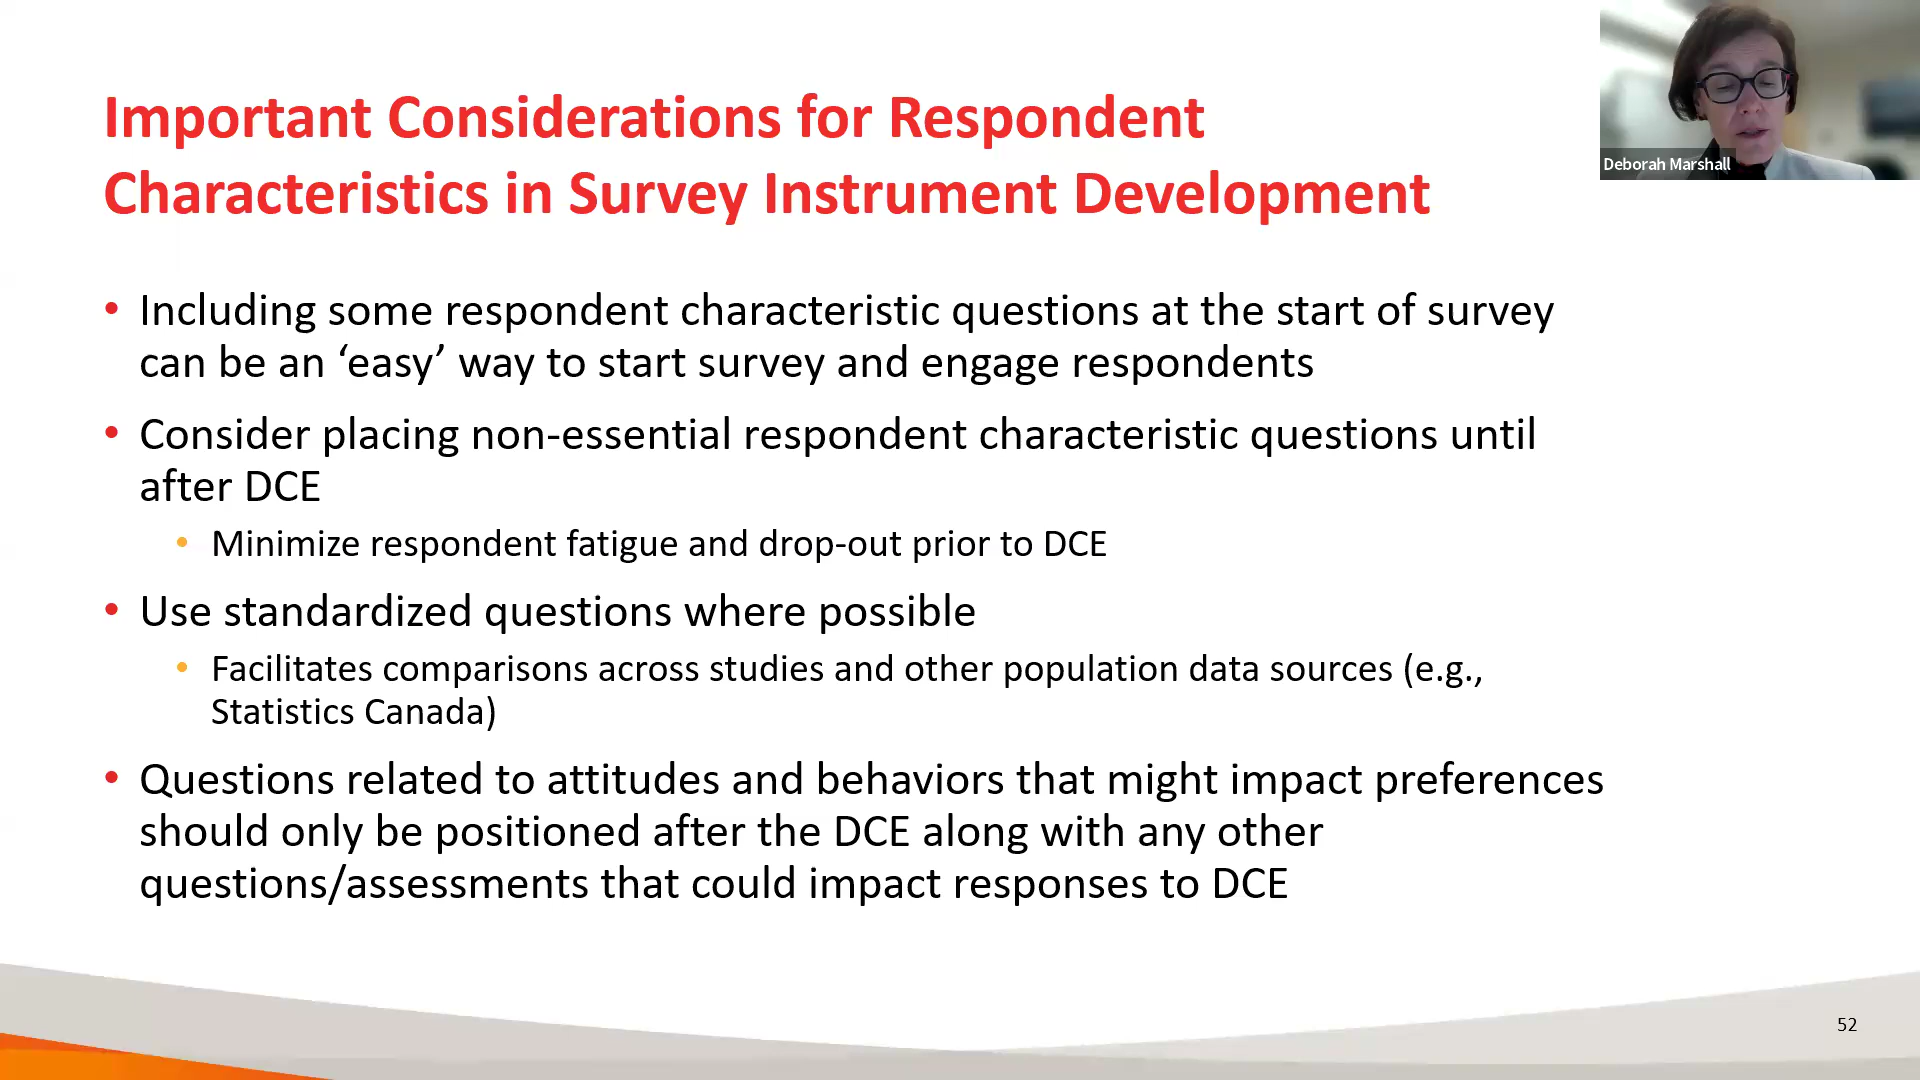 Important Considerations for Respondent
Characteristics in Survey Instrument Development
Deborah Marshall
• Including some respondent characteristic questions at the start of survey
can be an ‘easy’ way to start survey and engage respondents
• Consider placing non-essential respondent characteristic questions until
after DCE
• Minimize respondent fatigue and drop-out prior to DCE
• Use standardized questions where possible
• Facilitates comparisons across studies and other population data sources (e.g.,
Statistics Canada)
• Questions related to attitudes and behaviors that might impact preferences
should only be positioned after the DCE along with any other
questions/assessments that could impact responses to DCE
52